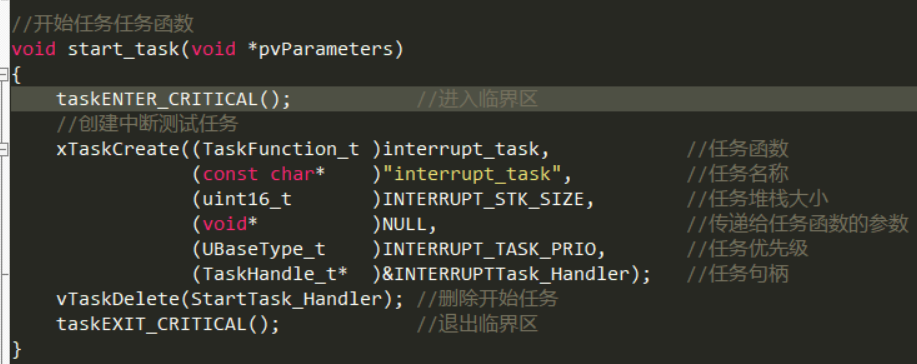 //开始任务任务函数
void start_task(void *pvParameters)
{
    taskENTER_CRITICAL();           //进入临界区
    //创建中断测试任务
    xTaskCreate((TaskFunction_t )interrupt_task,            //任务函数
                (const char*    )"interrupt_task",          //任务名称
                (uint16_t       )INTERRUPT_STK_SIZE,        //任务堆栈大小
                (void*          )NULL,                      //传递给任务函数的参数
                (UBaseType_t    )INTERRUPT_TASK_PRIO,       //任务优先级
                (TaskHandle_t*  )&INTERRUPTTask_Handler);   //任务句柄
    vTaskDelete(StartTask_Handler); //删除开始任务
    taskEXIT_CRITICAL();            //退出临界区
}